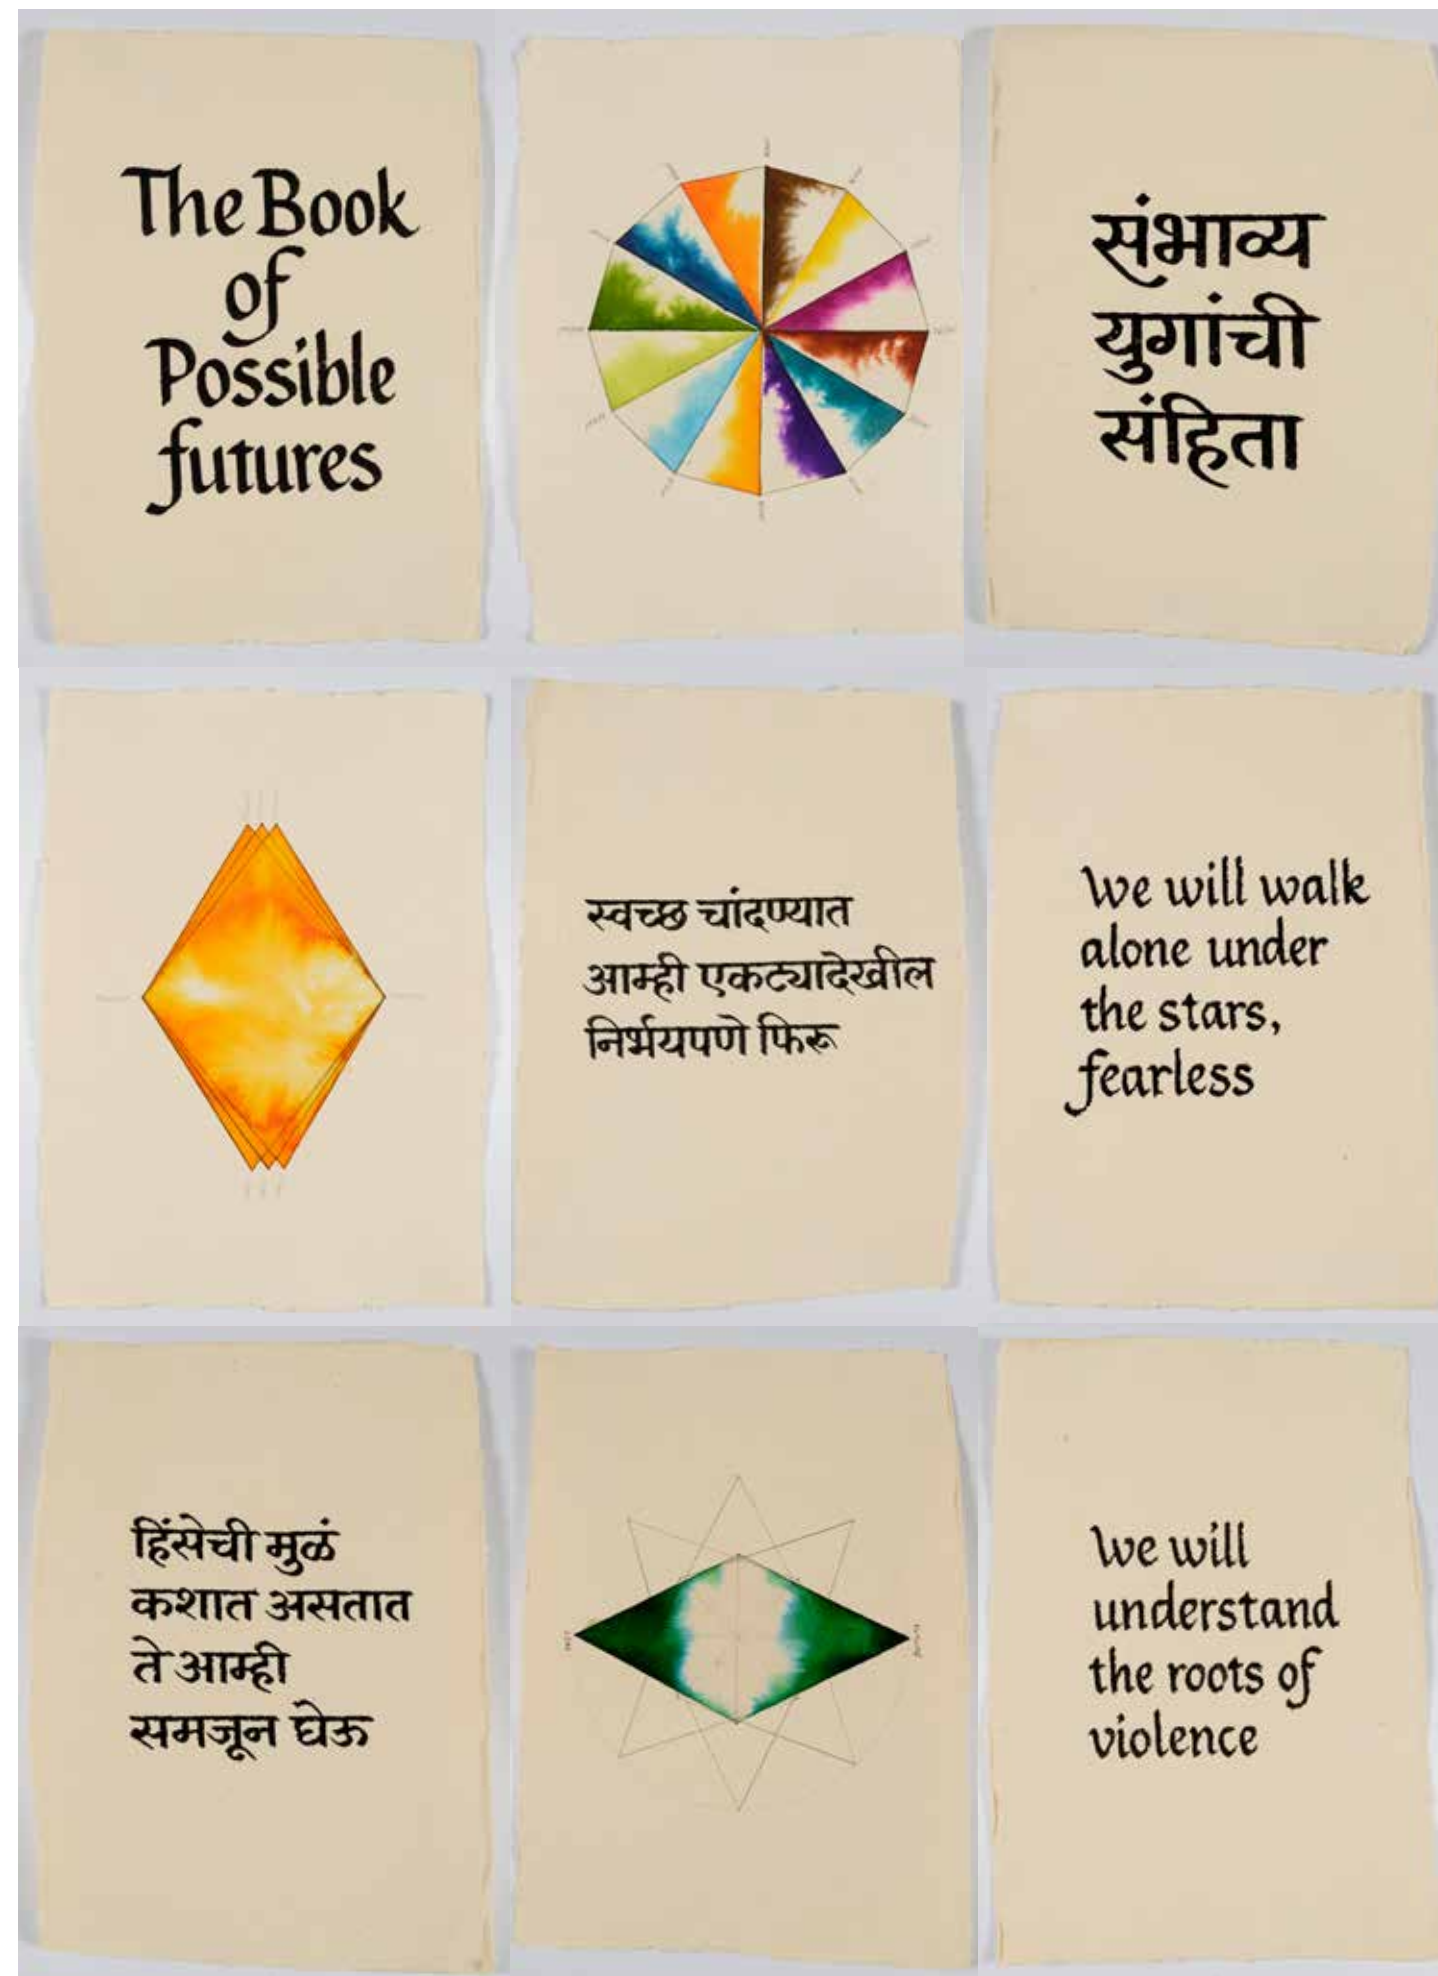 The Book
of
Possible
futures
संभाव्य
युगांची
संहिता
स्वच्छ चांदण्यात
आम्ही एकट्यादेखील
निर्भयपणे फिरू
We will walk
alone under
the stars,
fearless
हिंसेची मुळं
कशात असतात
ते आम्ही
समजून घेऊ
We will
understand
the roots of
violence